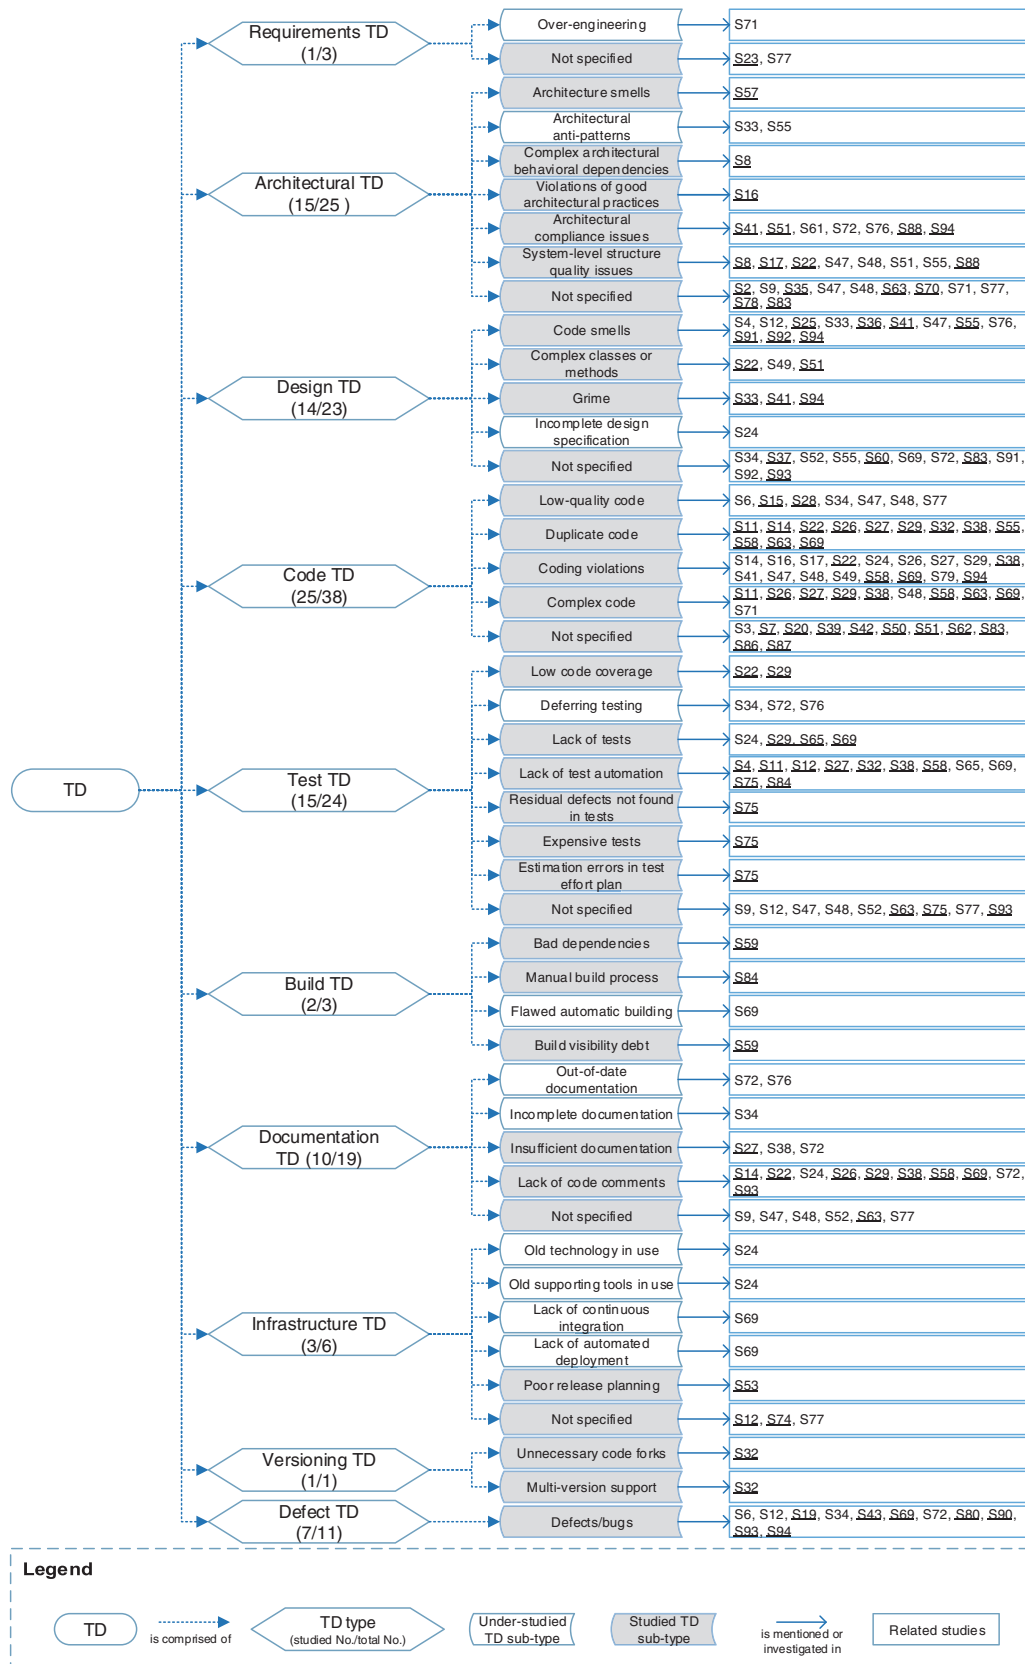 TD
Requirements TD
(1/3)
Over-engineering
S71
Not specified
S23, S77
Architectural TD
(15/25 )
Architecture smells
S57
Architectural
anti-patterns
S33, S55
Complex architectural
behavioral dependencies
S8
Violations of good
architectural practices
S16
Architectural
compliance issues
S41, S51, S61, S72, S76, S88, S94
System-level structure
quality issues
S8, S17, S22, S47, S48, S51, S55, S88
Not specified
S2, S9, S35, S47, S48, S63, S70, S71, S77,
S78, S83
Design TD
(14/23)
Code smells
S4, S12, S25, S33, S36, S41, S47, S55, S76,
S91, S92, S94
Complex classes or
methods
S22, S49, S51
Grime
S33, S41, S94
Incomplete design
specification
S24
Not specified
S34, S37, S52, S55, S60, S69, S72, S83, S91,
S92, S93
Code TD
(25/38)
Low-quality code
S6, S15, S28, S34, S47, S48, S77
Duplicate code
S11, S14, S22, S26, S27, S29, S32, S38, S55,
S58, S63, S69
Coding violations
S14, S16, S17, S22, S24, S26, S27, S29, S38,
S41, S47, S48, S49, S58, S69, S79, S94
Complex code
S11, S26, S27, S29, S38, S48, S58, S63, S69,
S71
Not specified
S3, S7, S20, S39, S42, S50, S51, S62, S83,
S86, S87
Test TD
(15/24)
Low code coverage
S22, S29
Deferring testing
S34, S72, S76
Lack of tests
S24, S29, S65, S69
Lack of test automation
S4, S11, S12, S27, S32, S38, S58, S65, S69,
S75, S84
Residual defects not found
in tests
S75
Expensive tests
S75
Estimation errors in test
effort plan
S75
Not specified
S9, S12, S47, S48, S52, S63, S75, S77, S93
Build TD
(2/3)
Bad dependencies
S59
Manual build process
S84
Flawed automatic building
S69
Build visibility debt
S59
Documentation
TD (10/19)
Out-of-date
documentation
S72, S76
Incomplete documentation
S34
Insufficient documentation
S27, S38, S72
Lack of code comments
S14, S22, S24, S26, S29, S38, S58, S69, S72,
S93
Not specified
S9, S47, S48, S52, S63, S77
Infrastructure TD
(3/6)
Old technology in use
S24
Old supporting tools in use
S24
Lack of continuous
integration
S69
Lack of automated
deployment
S69
Poor release planning
S53
Not specified
S12, S74, S77
Versioning TD
(1/1)
Unnecessary code forks
S32
Multi-version support
S32
Defect TD
(7/11)
Defects/bugs
S6, S12, S19, S34, S43, S69, S72, S80, S90,
S93, S94
Legend
TD
is comprised of
TD type
(studied No./total No.)
Under-studied
TD sub-type
Studied TD
sub-type
is mentioned or
investigated in
Related studies